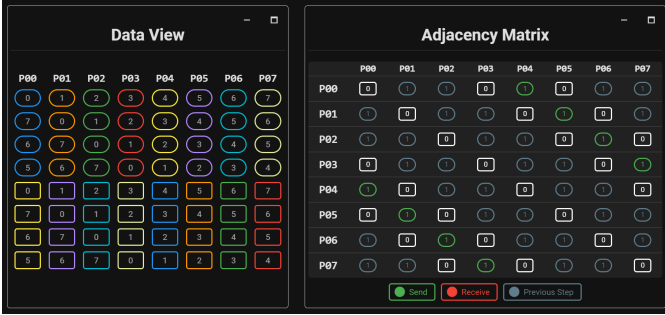 Data View
P00 P01 P02 P03 P04 P05 P06 P07
0 1 2 3 4 5 6 7
7 0 1 2 3 4 5 6
6 7 0 1 2 3 4 5
5 6 7 0 1 2 3 4
0 1 2 3 4 5 6 7
7 0 1 2 3 4 5 6
6 7 0 1 2 3 4 5
5 6 7 0 1 2 3 4
Adjacency Matrix
P00 P01 P02 P03 P04 P05 P06 P07
P00 0 1 1 0 1 0 1 1
P01 1 0 1 1 0 1 0 1
P02 1 1 0 1 1 0 1 0
P03 0 1 1 0 1 1 0 1
P04 1 0 1 1 0 1 1 0
P05 0 1 0 1 1 0 1 1
P06 1 0 1 0 1 1 0 1
P07 1 1 0 1 0 1 1 0
Send Receive Previous Step